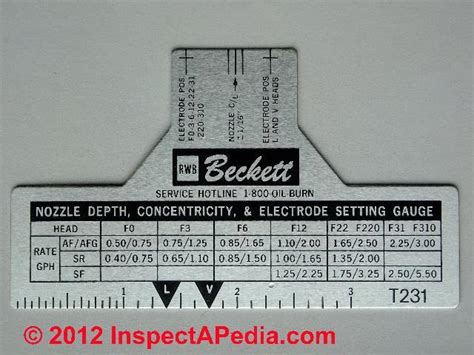 ELECTRODE POS.
F0-3-6-12-22-31
-220-310
NOZZLE C/L
± 1/16"
ELECTRODE POS.
L AND V HEADS
RWB Beckett
SERVICE HOTLINE 1-800-OIL-BURN
NOZZLE DEPTH, CONCENTRICITY, & ELECTRODE SETTING GAUGE
HEAD F0 F3 F6 F12 F22 F220 F31 F310
RATE GPH
AF/AFG 0.50/0.75 0.75/1.25 0.85/1.65 1.10/2.00 1.65/2.50 2.25/3.00
SR 0.40/0.75 0.65/1.10 0.85/1.50 1.00/1.65 1.75/2.25
SF 1.25/2.25 1.75/3.25 2.50/5.50
1 L V 2 3 T231
© 2012 InspectAPedia.com